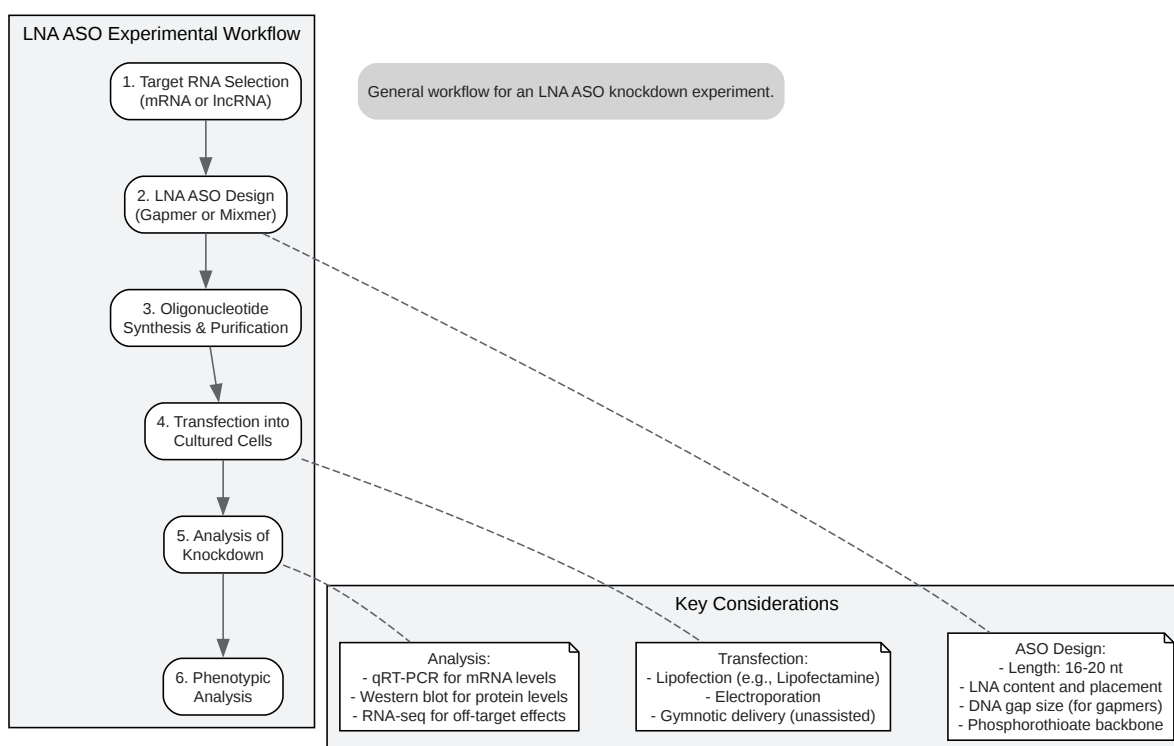 LNA ASO Experimental Workflow
1. Target RNA Selection
(mRNA or lncRNA)
General workflow for an LNA ASO knockdown experiment.
2. LNA ASO Design
(Gapmer or Mixmer)
3. Oligonucleotide
Synthesis & Purification
4. Transfection into
Cultured Cells
5. Analysis of
Knockdown
6. Phenotypic
Analysis
Key Considerations
Analysis:
- qRT-PCR for mRNA levels
- Western blot for protein levels
- RNA-seq for off-target effects
Transfection:
- Lipofection (e.g., Lipofectamine)
- Electroporation
- Gymnotic delivery (unassisted)
ASO Design:
- Length: 16-20 nt
- LNA content and placement
- DNA gap size (for gapmers)
- Phosphorothioate backbone